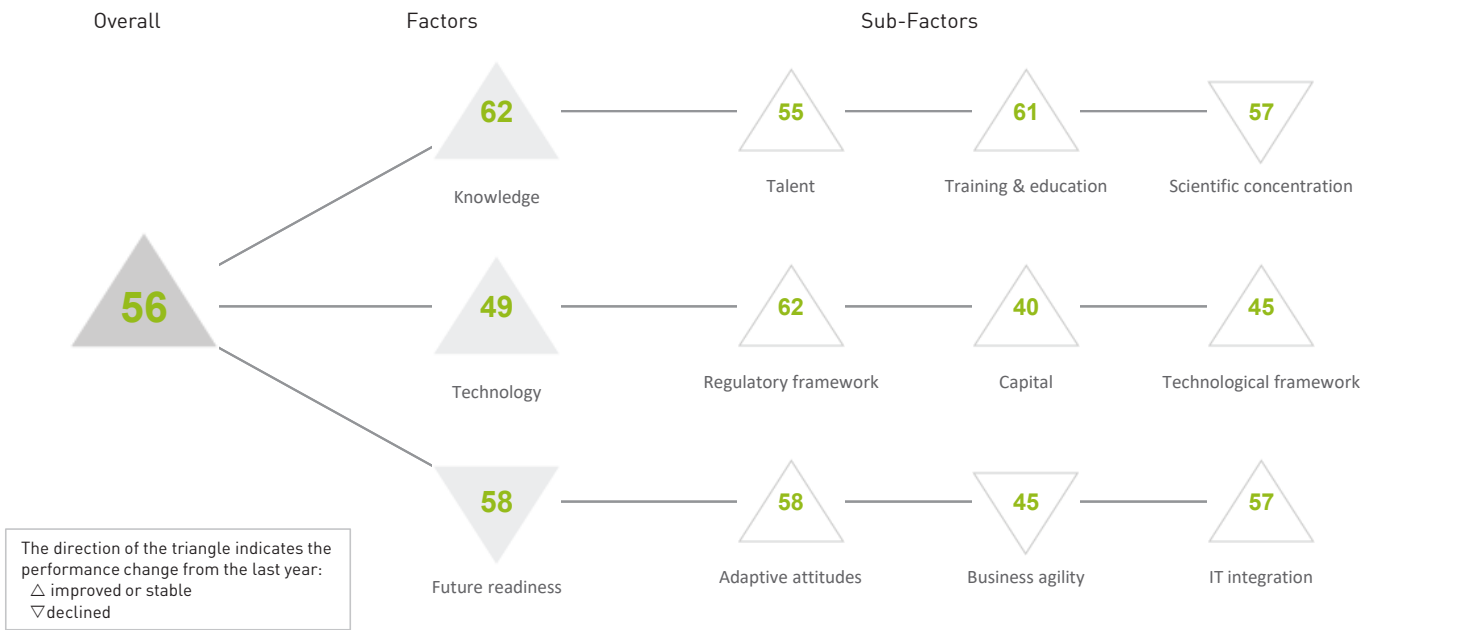 Overall
Factors
Sub-Factors
62
55
61
57
Knowledge
Talent
Training & education
Scientific concentration
56
49
62
40
45
Technology
Regulatory framework
Capital
Technological framework
58
58
45
57
Future readiness
Adaptive attitudes
Business agility
IT integration
The direction of the triangle indicates the
performance change from the last year:
△ improved or stable
▽ declined